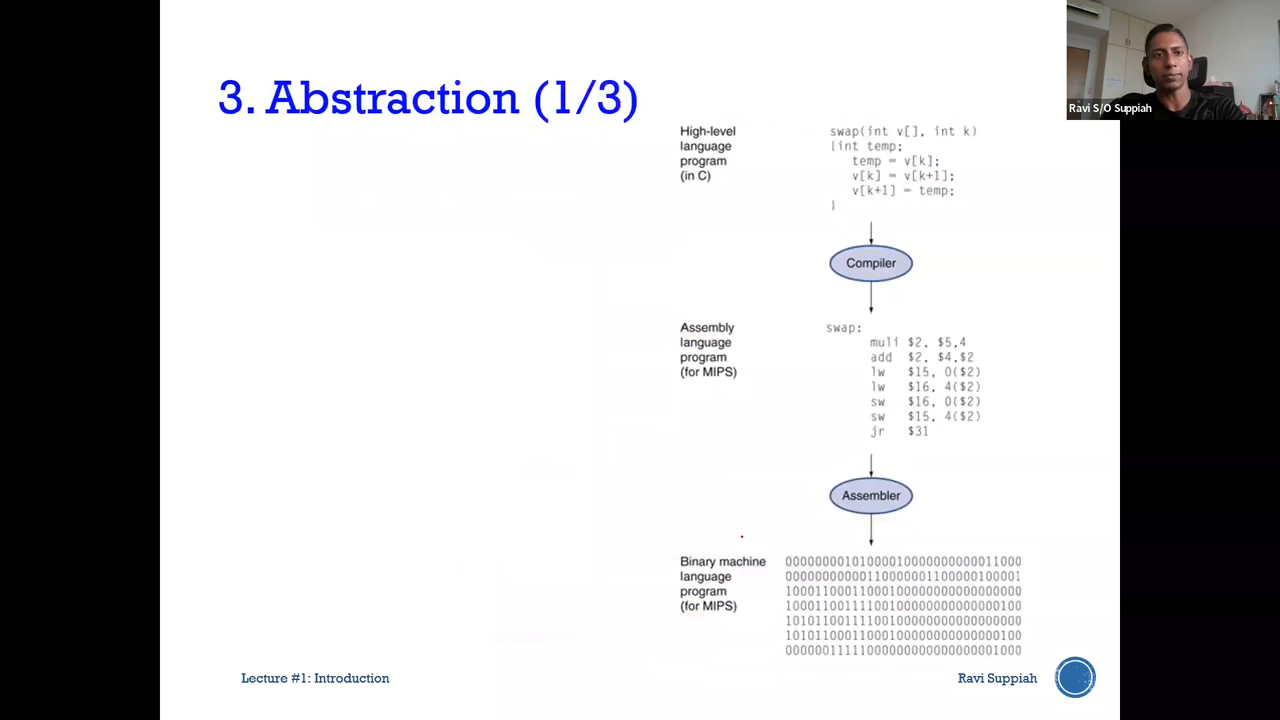 3. Abstraction (1/3)
Ravi S/O Suppiah
High-level
language
program
(in C)
swap(int v[], int k)
{int temp;
temp = v[k];
v[k] = v[k+1];
v[k+1] = temp;
}
Compiler
Assembly
language
program
(for MIPS)
swap:
muli $2, $5,4
add $2, $4,$2
lw $15, 0($2)
lw $16, 4($2)
sw $16, 0($2)
sw $15, 4($2)
jr $31
Assembler
Binary machine
language
program
(for MIPS)
00000000101000010000000000011000
00000000000110000001100000100001
10001100011000100000000000000000
10001100111100100000000000000100
10101100111100100000000000000000
10101100011000100000000000000100
00000011111000000000000000001000
Lecture #1: Introduction
Ravi Suppiah